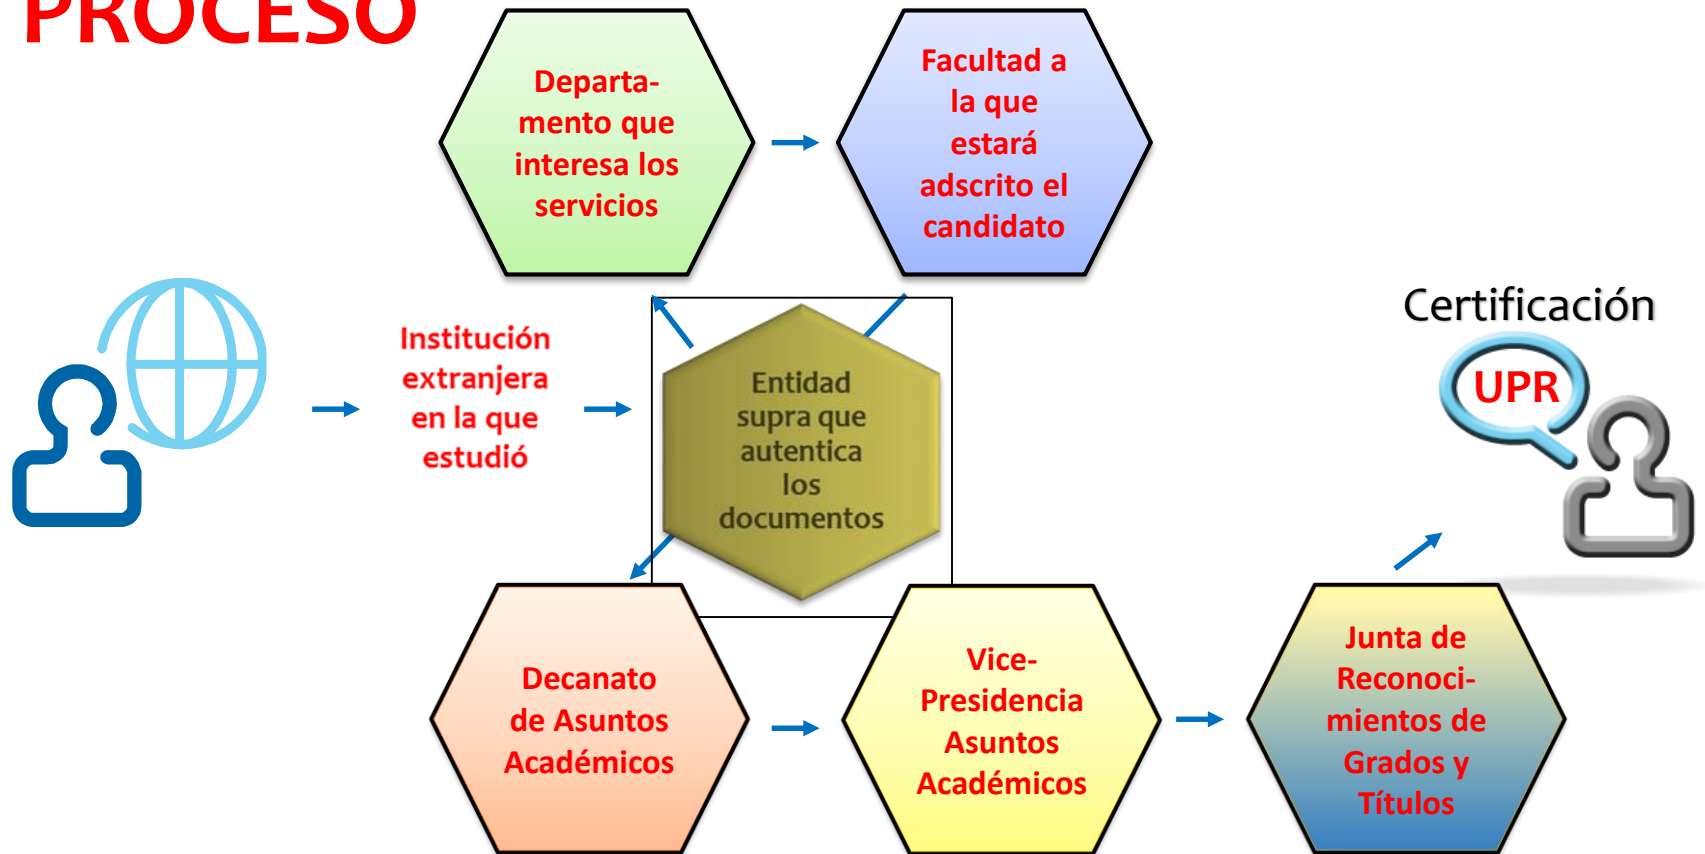 PROCESO
Departa-
mento que
interesa los
servicios
Facultad a
la que
estará
adscrito el
candidato
Institución
extranjera
en la que
estudió
Entidad
supra que
autentica
los
documentos
Certificación
UPR
Decanato
de Asuntos
Académicos
Vice-
Presidencia
Asuntos
Académicos
Junta de
Reconoci-
mientos de
Grados y
Títulos